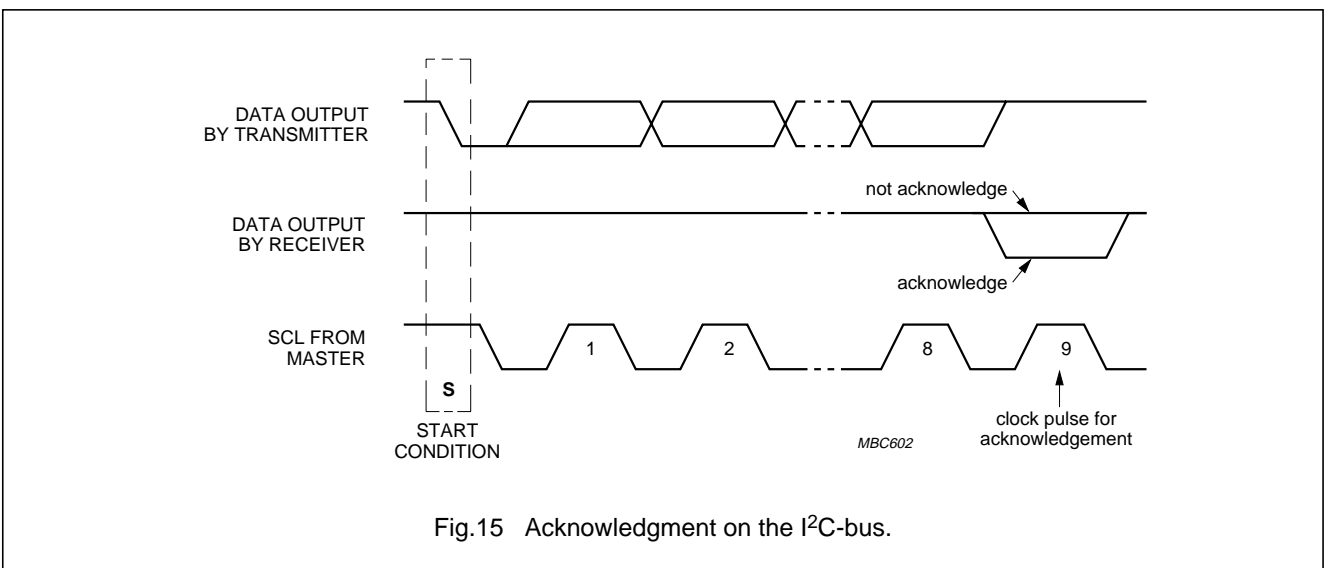 DATA OUTPUT
BY TRANSMITTER
not acknowledge
DATA OUTPUT
BY RECEIVER
acknowledge
SCL FROM
MASTER
1
2
8
9
S
START
CONDITION
clock pulse for
acknowledgement
MBC602
Fig.15 Acknowledgment on the I²C-bus.